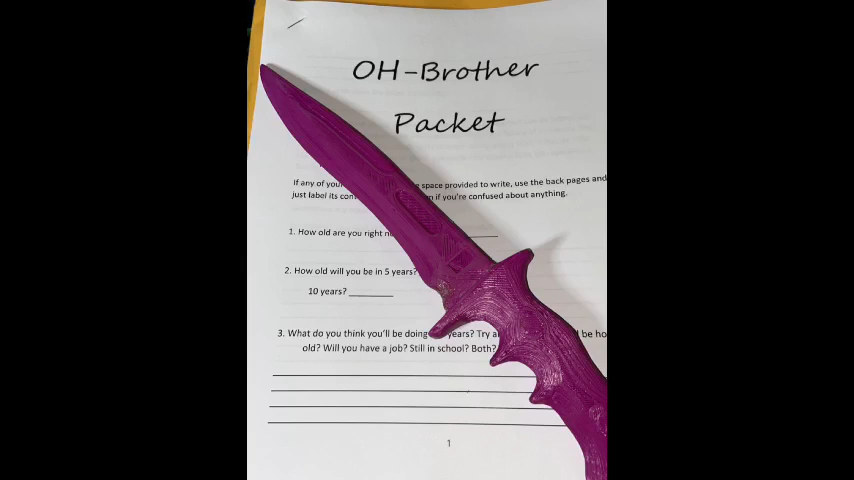 OH-Brother
Packet
If any of your space provided to write, use the back pages and
just label its if you're confused about anything.
1. How old are you right
2. How old will you be in 5 years?
10 years?
3. What do you think you'll be doing years? Try be
old? Will you have a job? Still in school? Both?
1